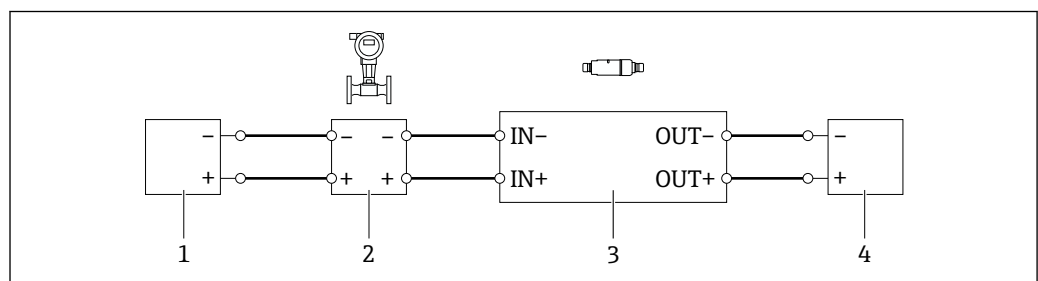 − − − IN− OUT− −
+ + + IN+ OUT+ +
1 2 3 4